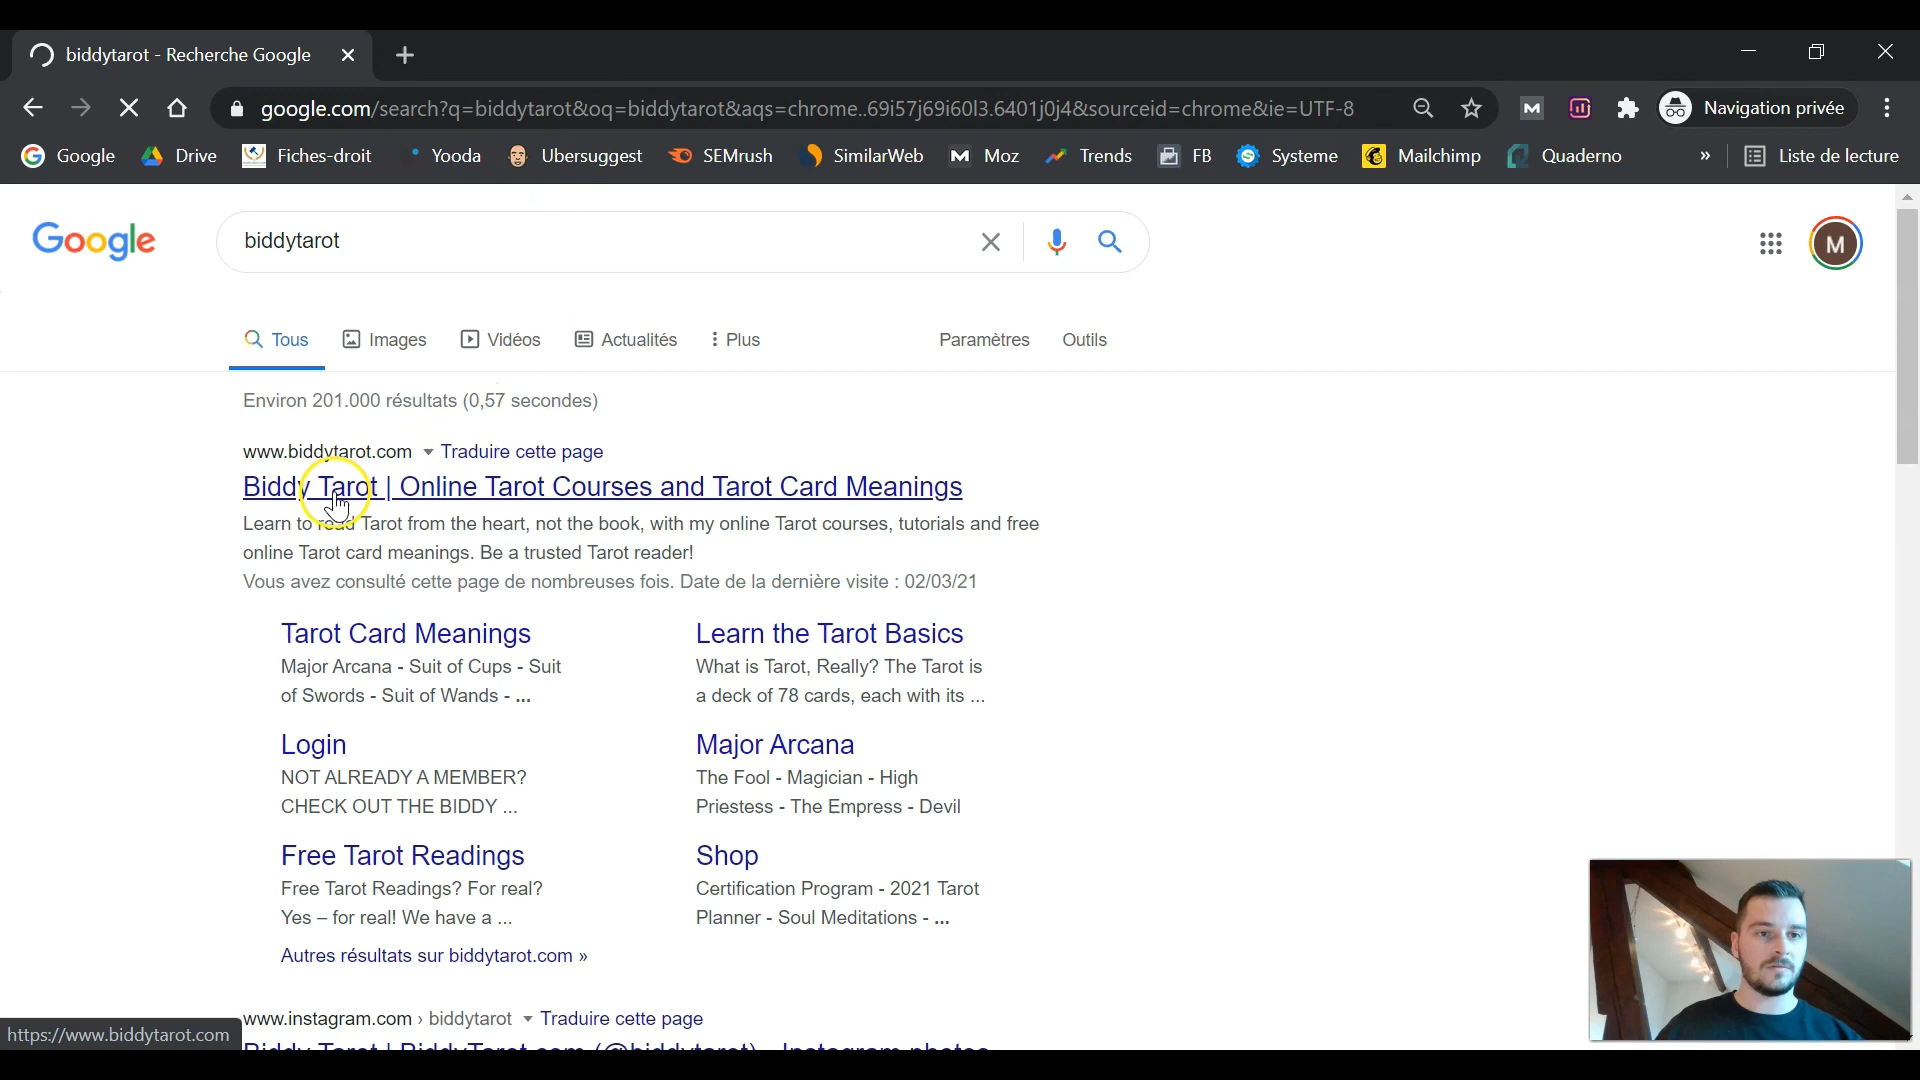 biddytarot - Recherche Google
google.com/search?q=biddytarot&oq=biddytarot&aqs=chrome..69i57j69i60l3.6401j0j4&sourceid=chrome&ie=UTF-8
Navigation privée
Google Drive Fiches-droit Yooda Ubersuggest SEMrush SimilarWeb Moz Trends FB Systeme Mailchimp Quaderno » Liste de lecture
Google
biddytarot
M
Tous Images Vidéos Actualités Plus Paramètres Outils
Environ 201.000 résultats (0,57 secondes)
www.biddytarot.com Traduire cette page
Biddy Tarot | Online Tarot Courses and Tarot Card Meanings
Learn to read Tarot from the heart, not the book, with my online Tarot courses, tutorials and free
online Tarot card meanings. Be a trusted Tarot reader!
Vous avez consulté cette page de nombreuses fois. Date de la dernière visite : 02/03/21
Tarot Card Meanings
Major Arcana - Suit of Cups - Suit
of Swords - Suit of Wands - ...
Learn the Tarot Basics
What is Tarot, Really? The Tarot is
a deck of 78 cards, each with its ...
Login
NOT ALREADY A MEMBER?
CHECK OUT THE BIDDY ...
Major Arcana
The Fool - Magician - High
Priestess - The Empress - Devil
Free Tarot Readings
Free Tarot Readings? For real?
Yes – for real! We have a ...
Shop
Certification Program - 2021 Tarot
Planner - Soul Meditations - ...
Autres résultats sur biddytarot.com »
www.instagram.com › biddytarot Traduire cette page
Biddy Tarot | BiddyTarot.com (@biddytarot) - Instagram photos
https://www.biddytarot.com